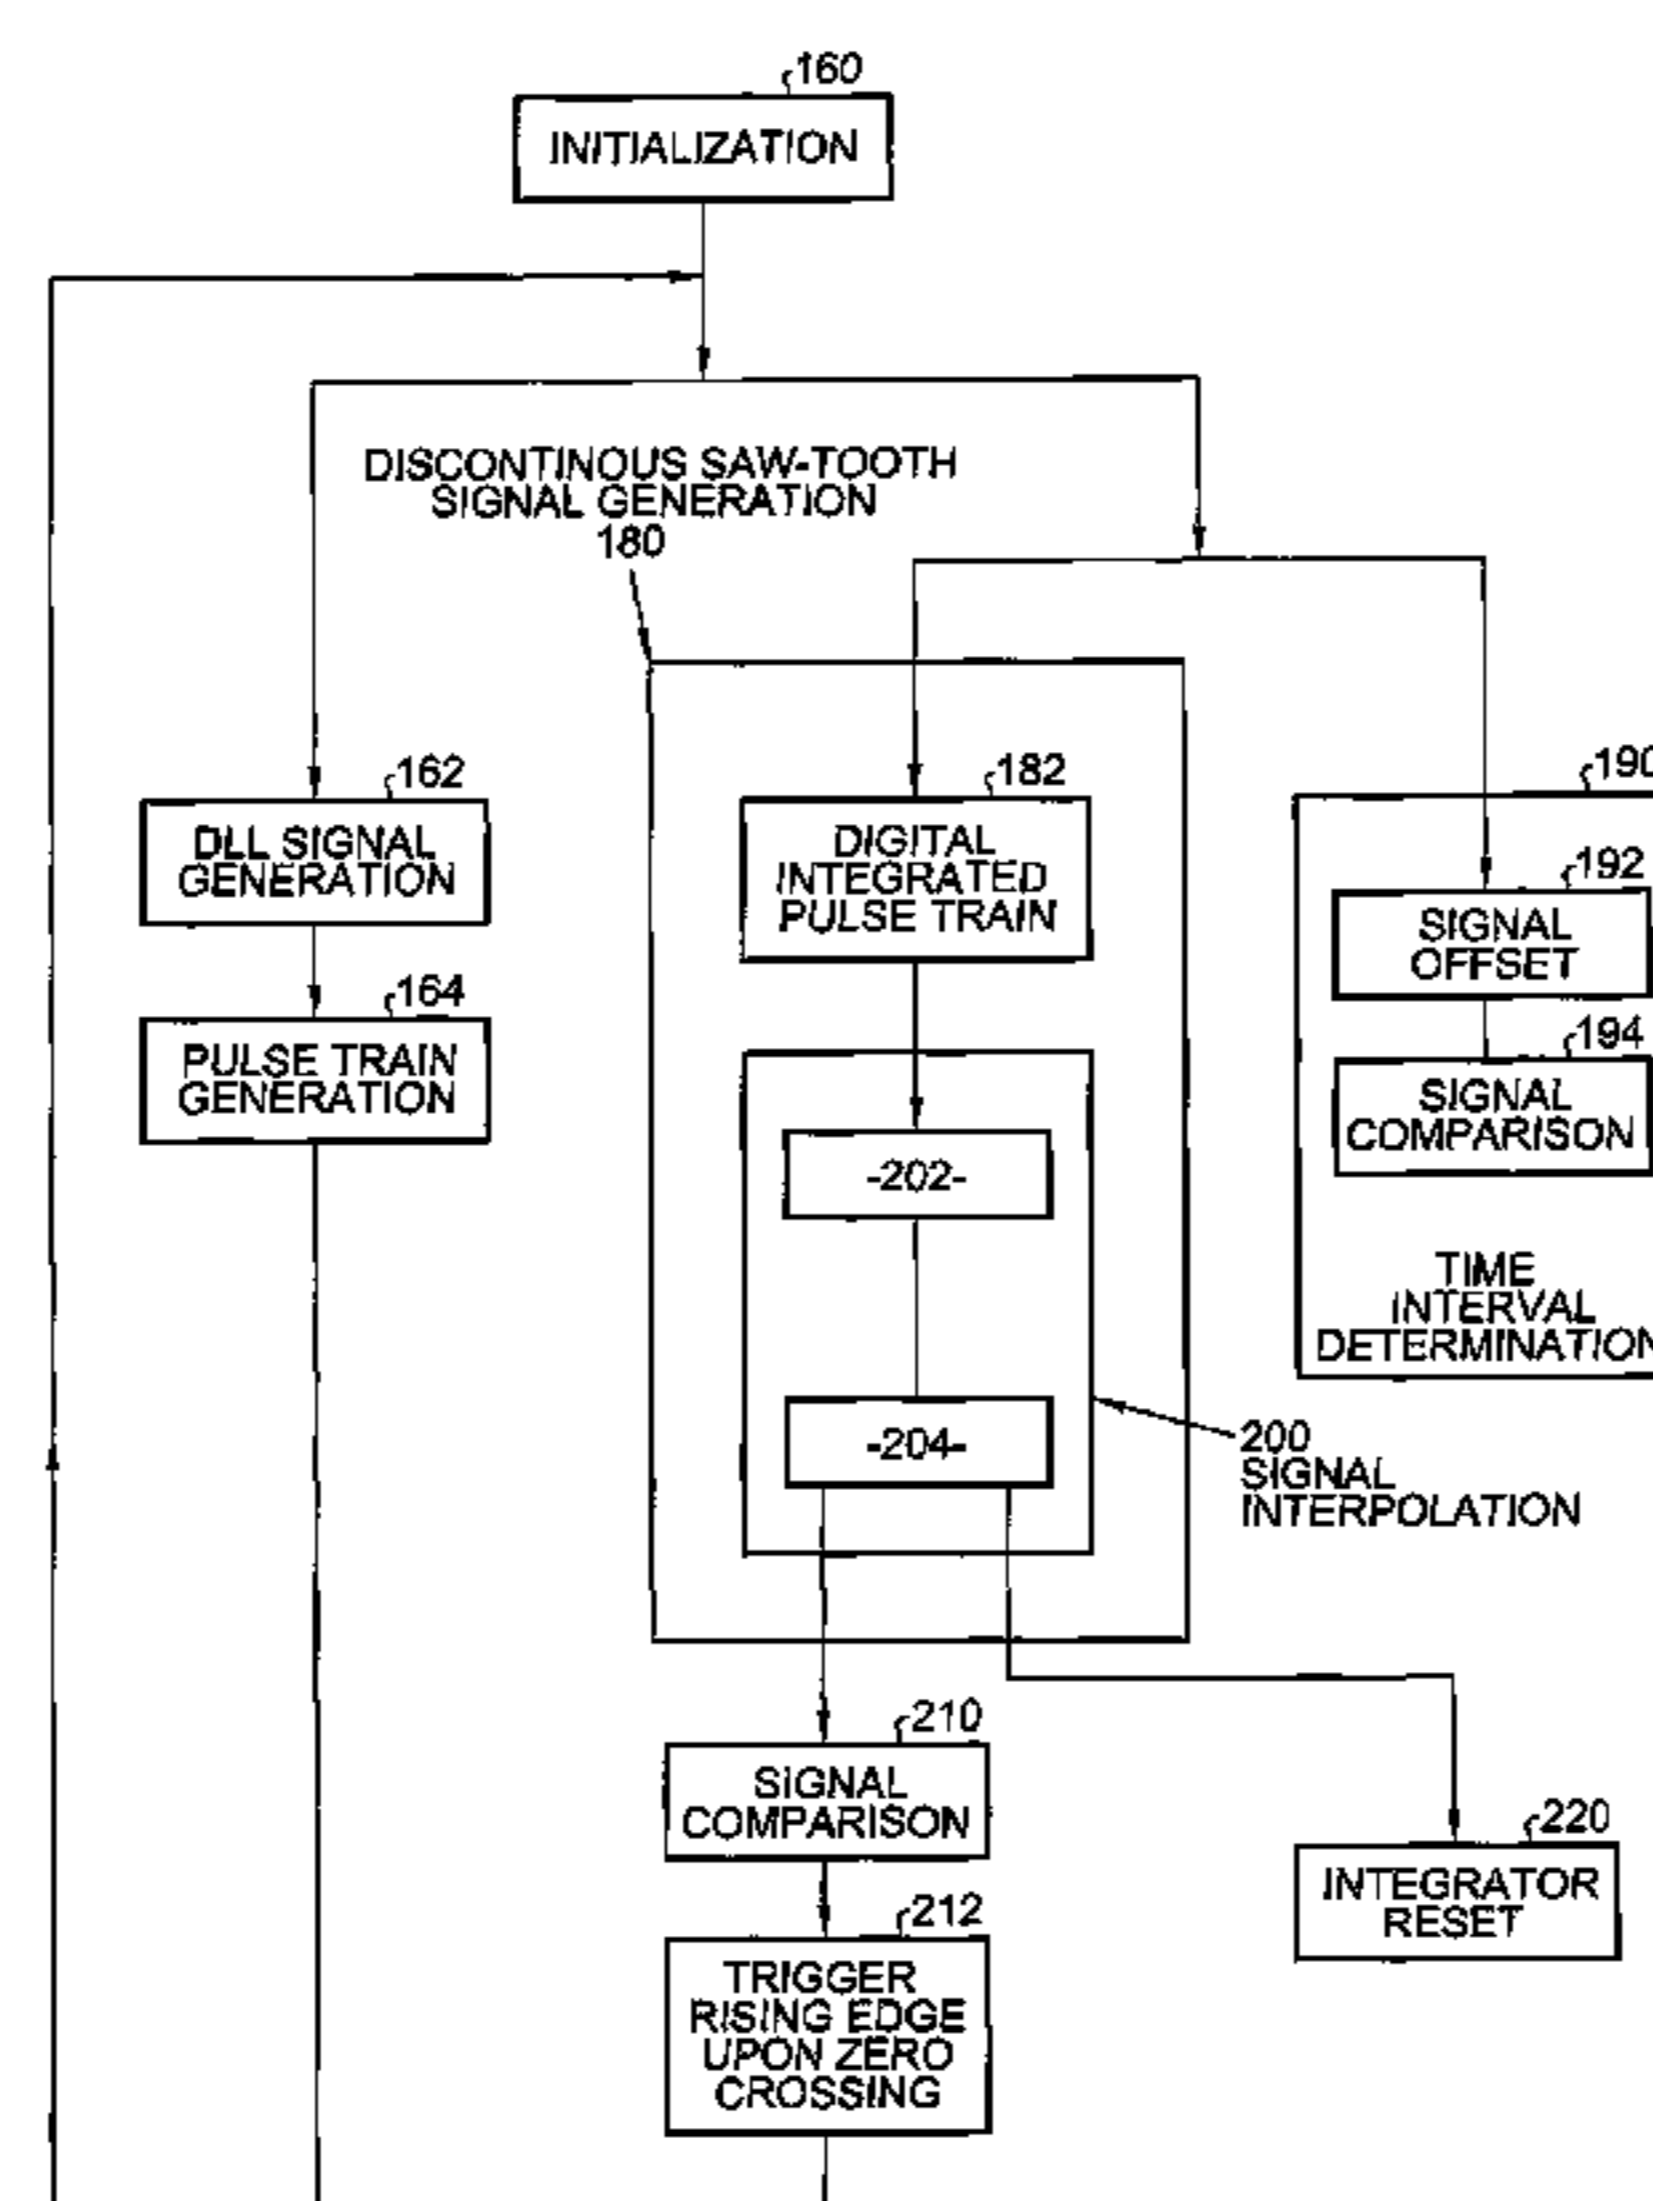 160
INITIALIZATION
DISCONTINOUS SAW-TOOTH
SIGNAL GENERATION
180
162
DLL SIGNAL
GENERATION
164
PULSE TRAIN
GENERATION
182
DIGITAL
INTEGRATED
PULSE TRAIN
-202-
-204-
200
SIGNAL
INTERPOLATION
190
192
SIGNAL
OFFSET
194
SIGNAL
COMPARISON
TIME
INTERVAL
DETERMINATION
210
SIGNAL
COMPARISON
212
TRIGGER
RISING EDGE
UPON ZERO
CROSSING
220
INTEGRATOR
RESET